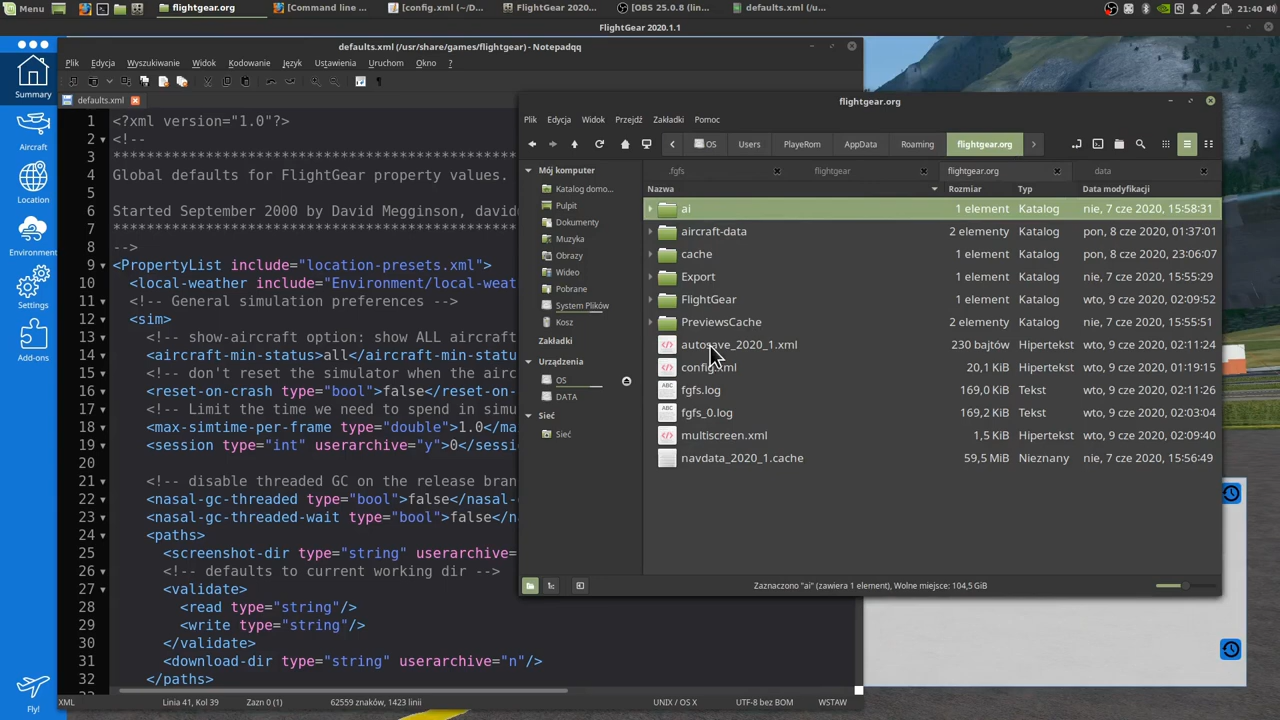 Menu
flightgear.org
[Command line ...
[config.xml (~/D...
FlightGear 2020...
[OBS 25.0.8 (lin...
defaults.xml (/u...
21:40
FlightGear 2020.1.1
Summary
Aircraft
Location
Environment
Settings
Add-ons
Fly!
defaults.xml (/usr/share/games/flightgear) - Notepadqq
Plik Edycja Wyszukiwanie Widok Kodowanie Język Ustawienia Uruchom Okno ?
defaults.xml
1 <?xml version="1.0"?>
2 <!--
3 ************************************************
4 Global defaults for FlightGear property values.
5
6 Started September 2000 by David Megginson, david
7 ************************************************
8 -->
9 <PropertyList include="location-presets.xml">
10 <local-weather include="Environment/local-weat
11 <!-- General simulation preferences -->
12 <sim>
13 <!-- show-aircraft option: show ALL aircraft
14 <aircraft-min-status>all</aircraft-min-stat
15 <!-- don't reset the simulator when the airc
16 <reset-on-crash type="bool">false</reset-on-
17 <!-- Limit the time we need to spend in simu
18 <max-simtime-per-frame type="double">1.0</m
19 <session type="int" userarchive="y">0</sessi
20
21 <!-- disable threaded GC on the release bran
22 <nasal-gc-threaded type="bool">false</nasal-
23 <nasal-gc-threaded-wait type="bool">false</n
24 <paths>
25 <screenshot-dir type="string" userarchive=
26 <!-- defaults to current working dir -->
27 <validate>
28 <read type="string"/>
29 <write type="string"/>
30 </validate>
31 <download-dir type="string" userarchive="n"/>
32 </paths>
XML
Linia 41, Kol 39
Zazn 0 (1)
62559 znaków, 1423 linii
UNIX / OS X
UTF-8 bez BOM
WSTAW
flightgear.org
Plik Edycja Widok Przejdź Zakładki Pomoc
OS Users PlayeRom AppData Roaming flightgear.org
.fgfs
flightgear
flightgear.org
data
Mój komputer
Katalog domo...
Pulpit
Dokumenty
Muzyka
Obrazy
Wideo
Pobrane
System Plików
Kosz
Zakładki
Urządzenia
OS
DATA
Sieć
Sieć
Nazwa Rozmiar Typ Data modyfikacji
ai 1 element Katalog nie, 7 cze 2020, 15:58:31
aircraft-data 2 elementy Katalog pon, 8 cze 2020, 01:37:01
cache 1 element Katalog pon, 8 cze 2020, 23:06:07
Export 1 element Katalog nie, 7 cze 2020, 15:55:29
FlightGear 1 element Katalog wto, 9 cze 2020, 02:09:52
PreviewsCache 2 elementy Katalog nie, 7 cze 2020, 15:55:51
autosave_2020_1.xml 230 bajtów Hipertekst wto, 9 cze 2020, 02:11:24
config.xml 20,1 KiB Hipertekst wto, 9 cze 2020, 01:19:15
fgfs.log 169,0 KiB Tekst wto, 9 cze 2020, 02:11:26
fgfs_0.log 169,2 KiB Tekst wto, 9 cze 2020, 02:03:04
multiscreen.xml 1,5 KiB Hipertekst wto, 9 cze 2020, 02:09:40
navdata_2020_1.cache 59,5 MiB Nieznany nie, 7 cze 2020, 15:56:49
Zaznaczono "ai" (zawiera 1 element), Wolne miejsce: 104,5 GiB